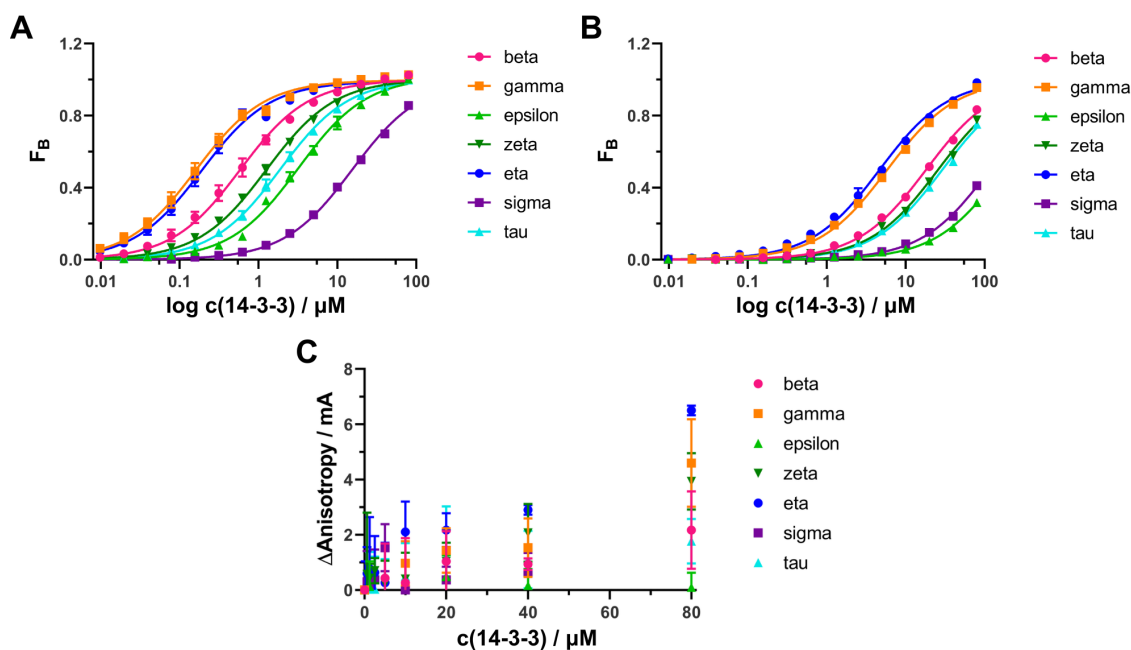 A
B
1.2
0.8
0.4
0.0
F_B
0.01
0.1
1
10
100
log c(14-3-3) / μM
beta
gamma
epsilon
zeta
eta
sigma
tau
1.2
0.8
0.4
0.0
F_B
0.01
0.1
1
10
100
log c(14-3-3) / μM
beta
gamma
epsilon
zeta
eta
sigma
tau
C
8
6
4
2
0
ΔAnisotropy / mA
0
20
40
60
80
c(14-3-3) / μM
beta
gamma
epsilon
zeta
eta
sigma
tau